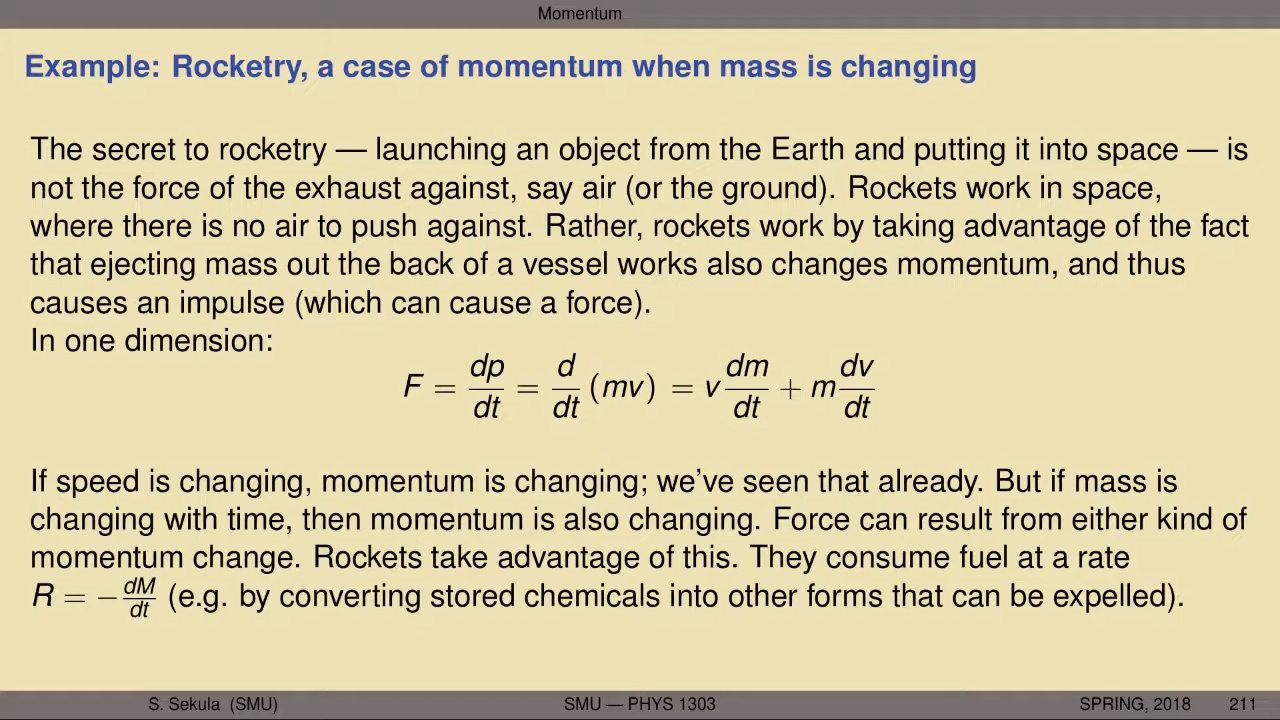 Momentum
Example: Rocketry, a case of momentum when mass is changing
The secret to rocketry — launching an object from the Earth and putting it into space — is
not the force of the exhaust against, say air (or the ground). Rockets work in space,
where there is no air to push against. Rather, rockets work by taking advantage of the fact
that ejecting mass out the back of a vessel works also changes momentum, and thus
causes an impulse (which can cause a force).
In one dimension:
F = dp/dt = d/dt (mv) = v dm/dt + m dv/dt
If speed is changing, momentum is changing; we've seen that already. But if mass is
changing with time, then momentum is also changing. Force can result from either kind of
momentum change. Rockets take advantage of this. They consume fuel at a rate
R = − dM/dt (e.g. by converting stored chemicals into other forms that can be expelled).
S. Sekula (SMU) SMU — PHYS 1303 SPRING, 2018 211